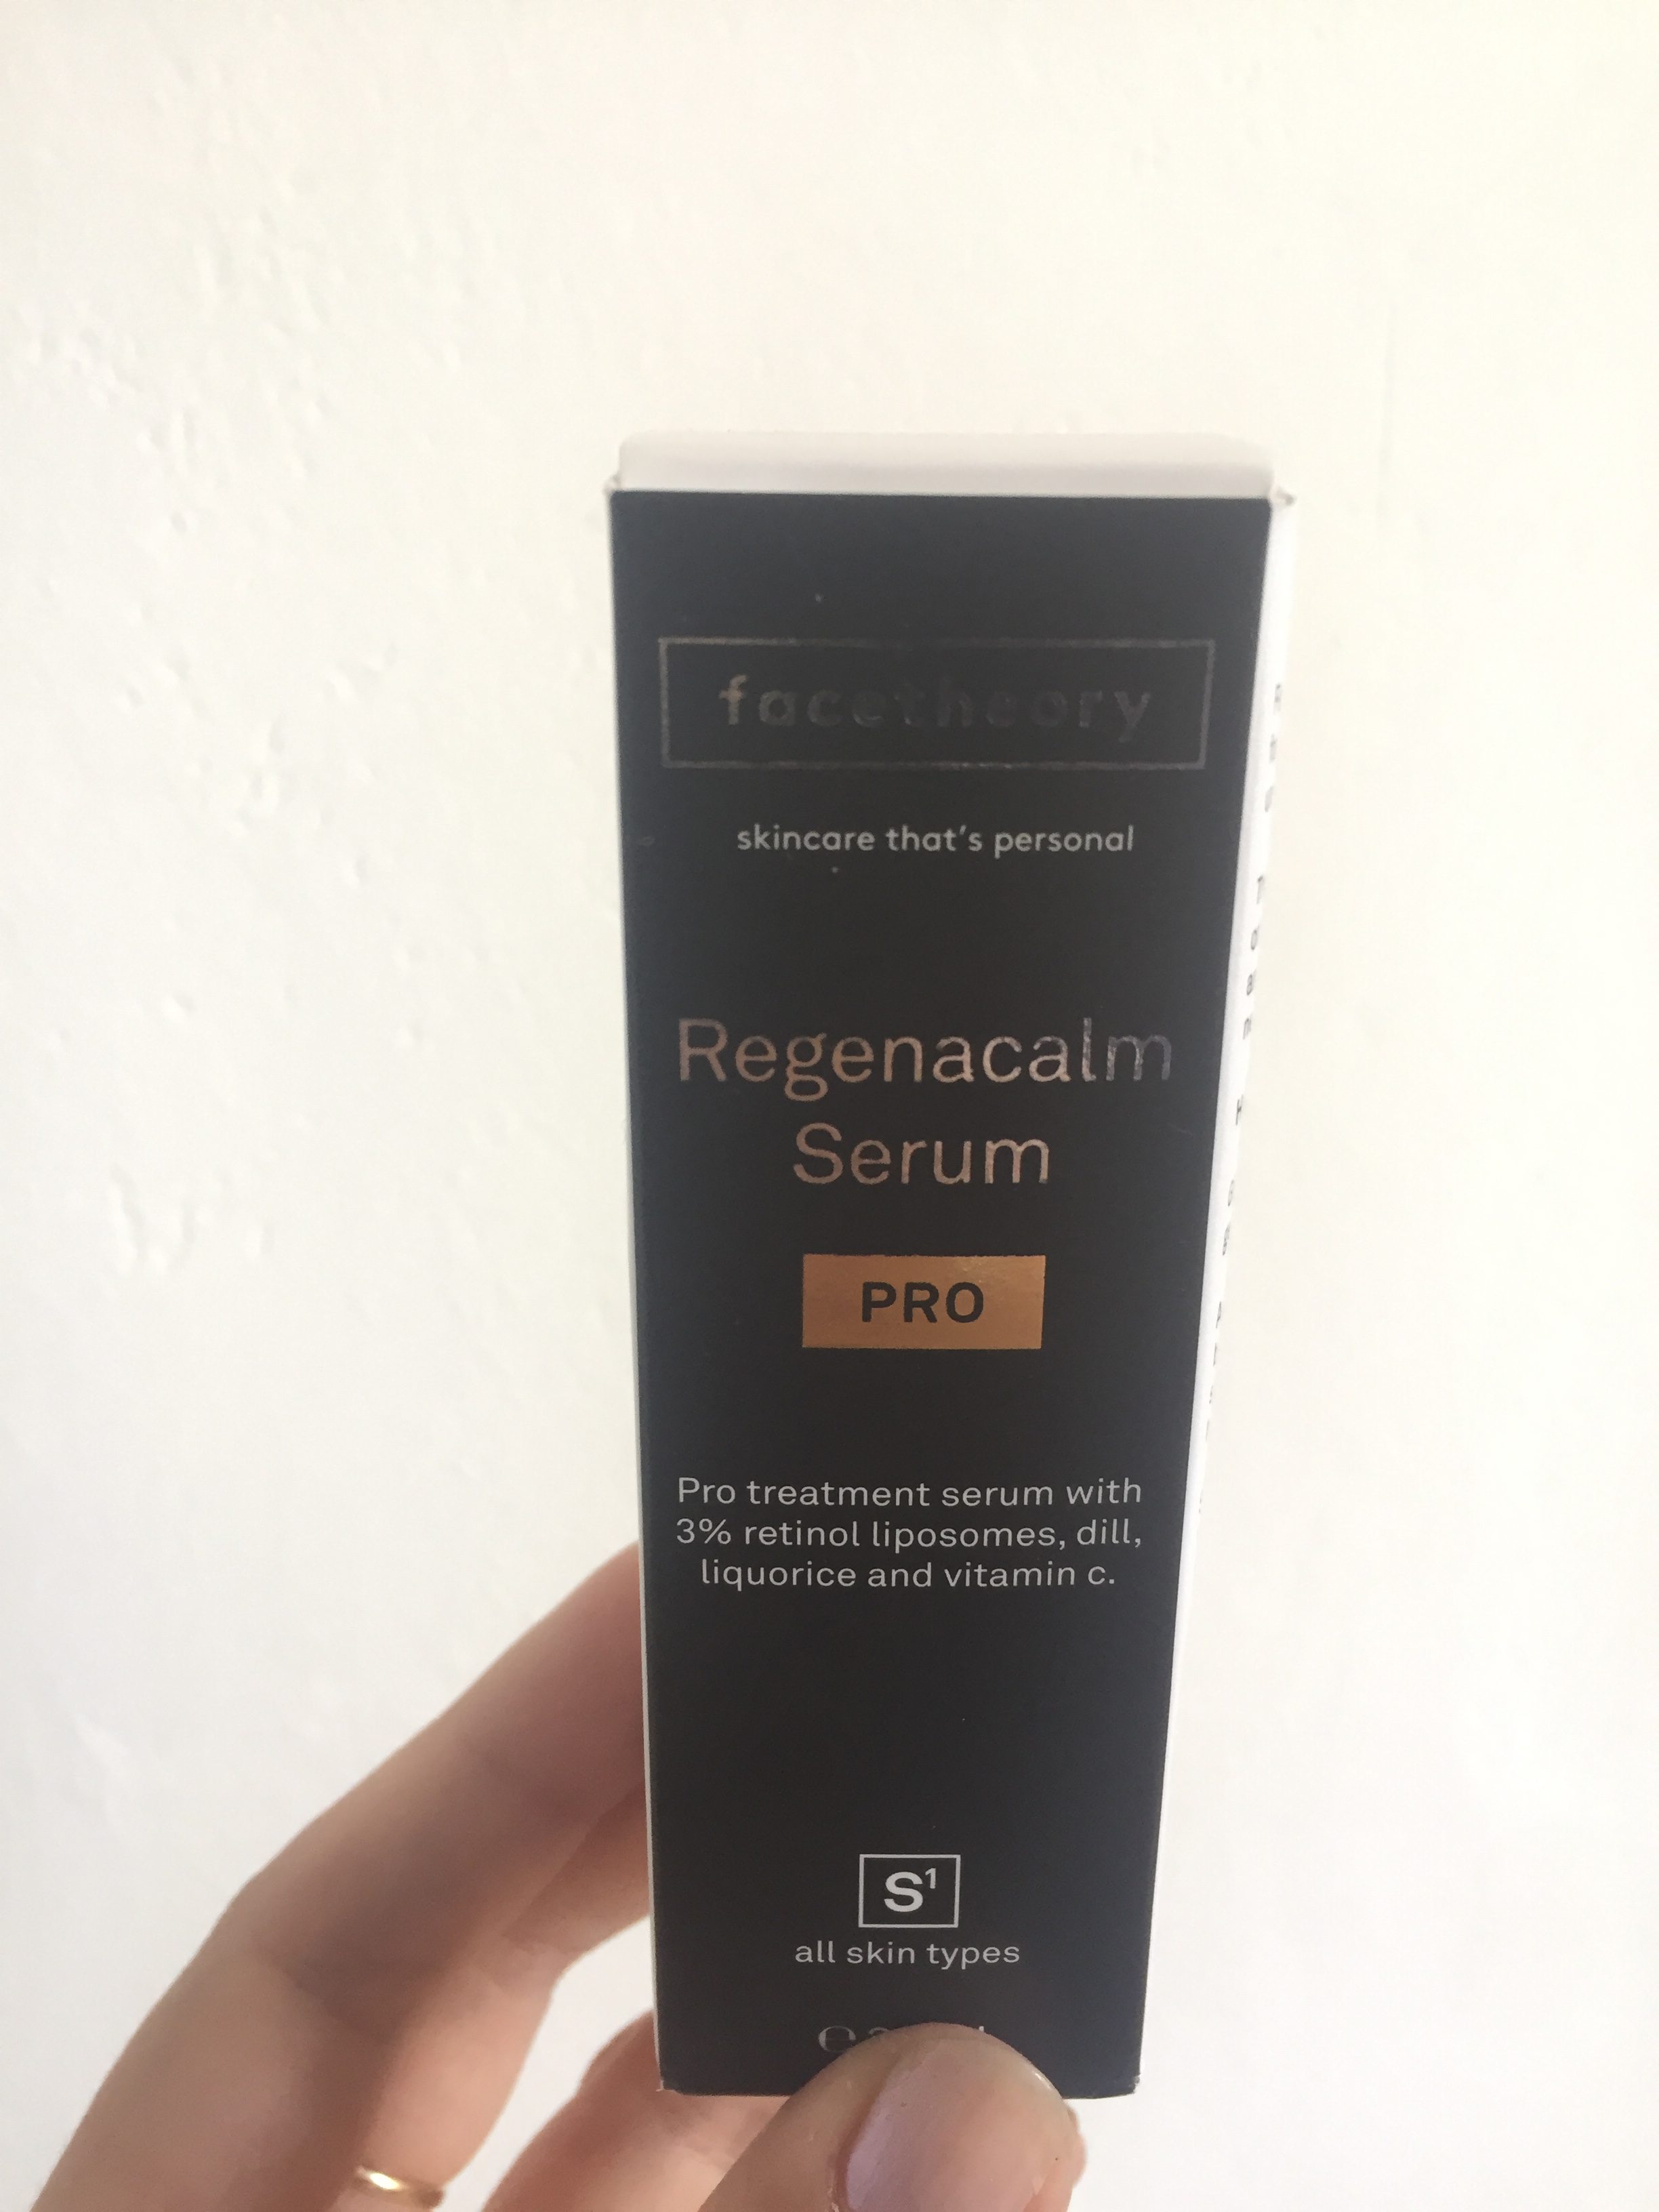 facetheory
skincare that's personal
Regenacalm
Serum
PRO
Pro treatment serum with
3% retinol liposomes, dill,
liquorice and vitamin c.
S¹
all skin types
℮